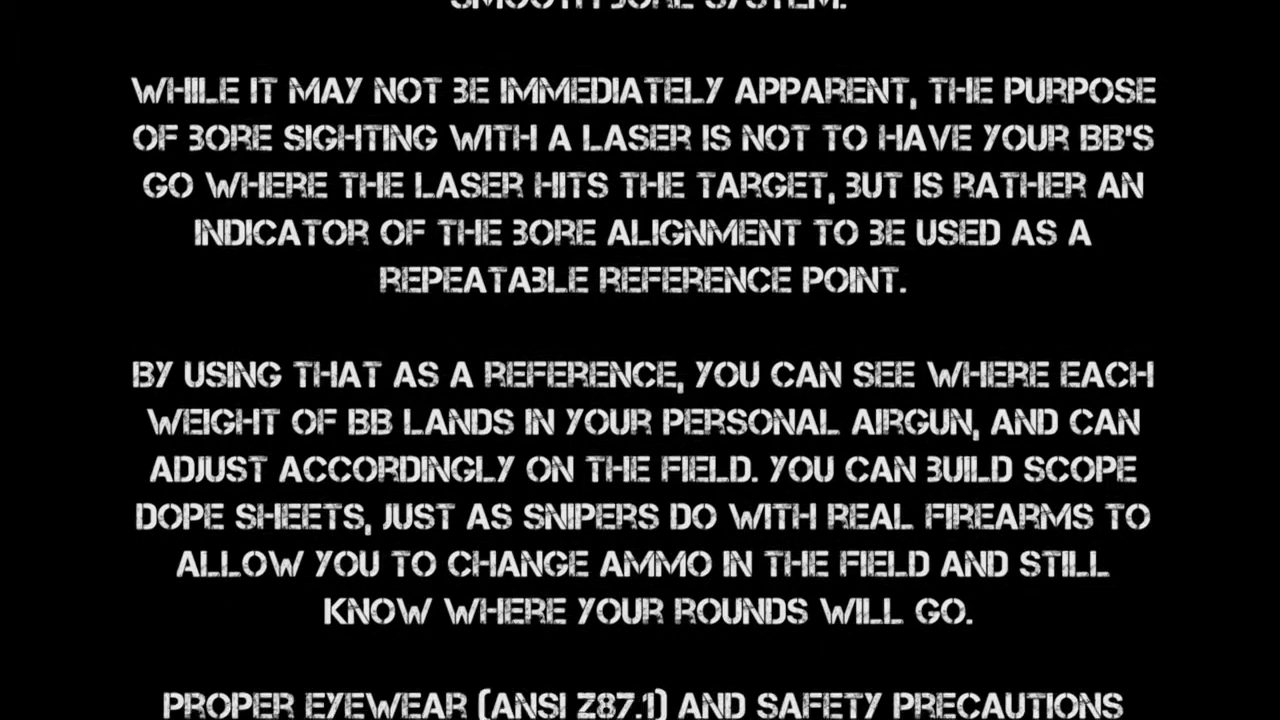 SMOOTH BORE SYSTEM.
WHILE IT MAY NOT BE IMMEDIATELY APPARENT, THE PURPOSE
OF BORE SIGHTING WITH A LASER IS NOT TO HAVE YOUR BB'S
GO WHERE THE LASER HITS THE TARGET, BUT IS RATHER AN
INDICATOR OF THE BORE ALIGNMENT TO BE USED AS A
REPEATABLE REFERENCE POINT.
BY USING THAT AS A REFERENCE, YOU CAN SEE WHERE EACH
WEIGHT OF BB LANDS IN YOUR PERSONAL AIRGUN, AND CAN
ADJUST ACCORDINGLY ON THE FIELD. YOU CAN BUILD SCOPE
DOPE SHEETS, JUST AS SNIPERS DO WITH REAL FIREARMS TO
ALLOW YOU TO CHANGE AMMO IN THE FIELD AND STILL
KNOW WHERE YOUR ROUNDS WILL GO.
PROPER EYEWEAR (ANSI Z87.1) AND SAFETY PRECAUTIONS